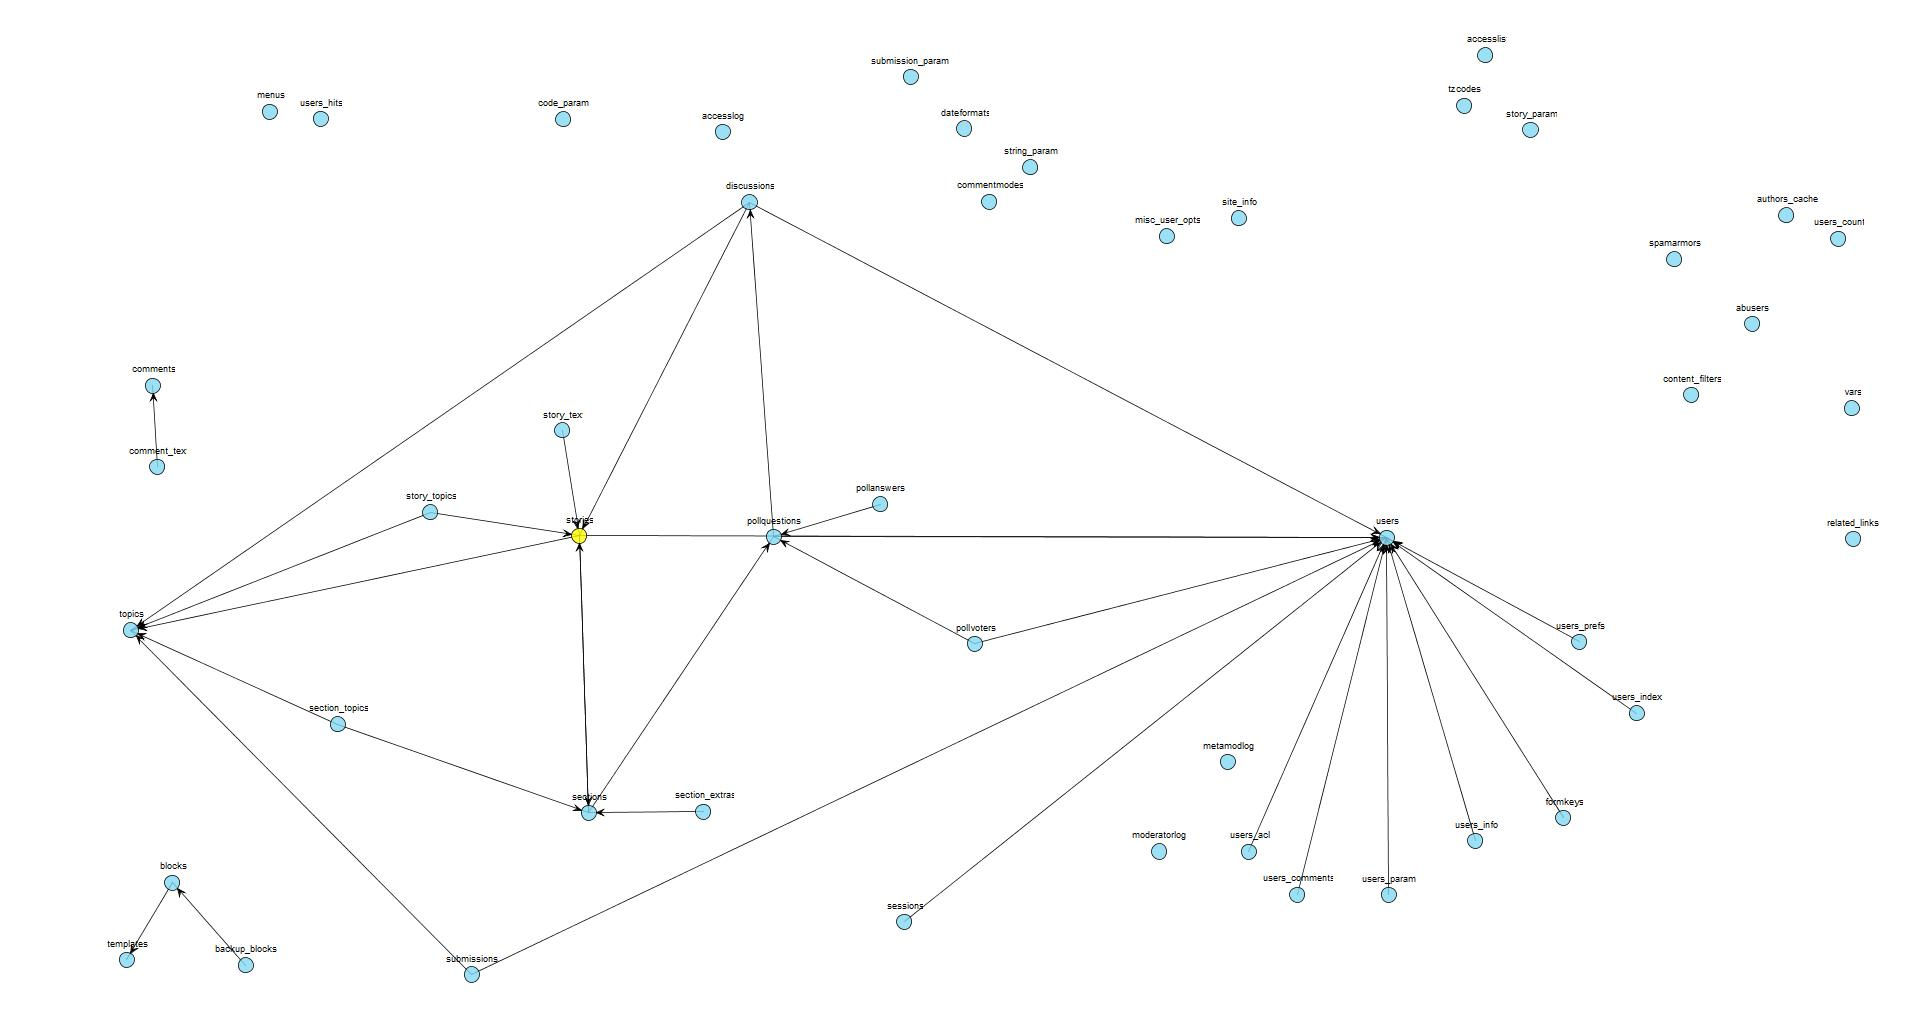 accesslis
submission_param
tzcodes
menus
users_hits
code_param
accesslog
dateformats
story_param
string_param
discussions
commentmodes
authors_cache
site_info
misc_user_opts
users_count
spamarmors
abusers
comments
content_filters
vars
story_tex
comment_tex
story_topics
pollanswers
stories
pollquestions
users
related_links
topics
pollvoters
users_prefs
users_index
section_topics
metamodlog
sections
section_extras
formkeys
users_info
moderatorlog
users_acl
blocks
users_comments
users_param
sessions
templates
backup_blocks
submissions